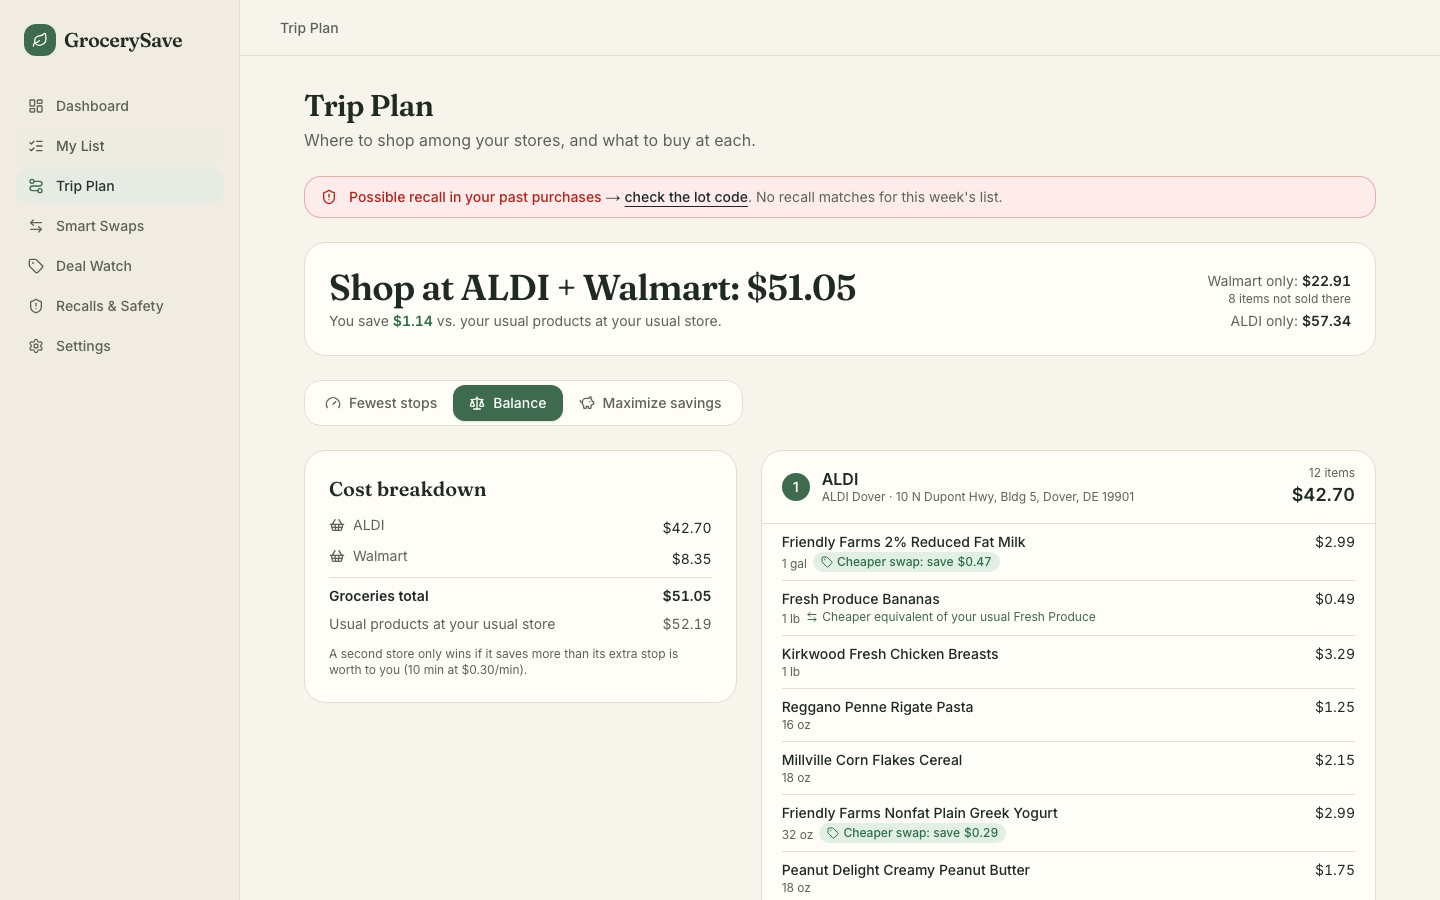 GrocerySave
Dashboard
My List
Trip Plan
Smart Swaps
Deal Watch
Recalls & Safety
Settings
Trip Plan
Trip Plan
Where to shop among your stores, and what to buy at each.
Possible recall in your past purchases → check the lot code. No recall matches for this week's list.
Shop at ALDI + Walmart: $51.05
You save $1.14 vs. your usual products at your usual store.
Walmart only: $22.91
8 items not sold there
ALDI only: $57.34
Fewest stops
Balance
Maximize savings
Cost breakdown
ALDI $42.70
Walmart $8.35
Groceries total $51.05
Usual products at your usual store $52.19
A second store only wins if it saves more than its extra stop is
worth to you (10 min at $0.30/min).
1
ALDI
ALDI Dover · 10 N Dupont Hwy, Bldg 5, Dover, DE 19901
12 items
$42.70
Friendly Farms 2% Reduced Fat Milk $2.99
1 gal Cheaper swap: save $0.47
Fresh Produce Bananas $0.49
1 lb Cheaper equivalent of your usual Fresh Produce
Kirkwood Fresh Chicken Breasts $3.29
1 lb
Reggano Penne Rigate Pasta $1.25
16 oz
Millville Corn Flakes Cereal $2.15
18 oz
Friendly Farms Nonfat Plain Greek Yogurt $2.99
32 oz Cheaper swap: save $0.29
Peanut Delight Creamy Peanut Butter $1.75
18 oz